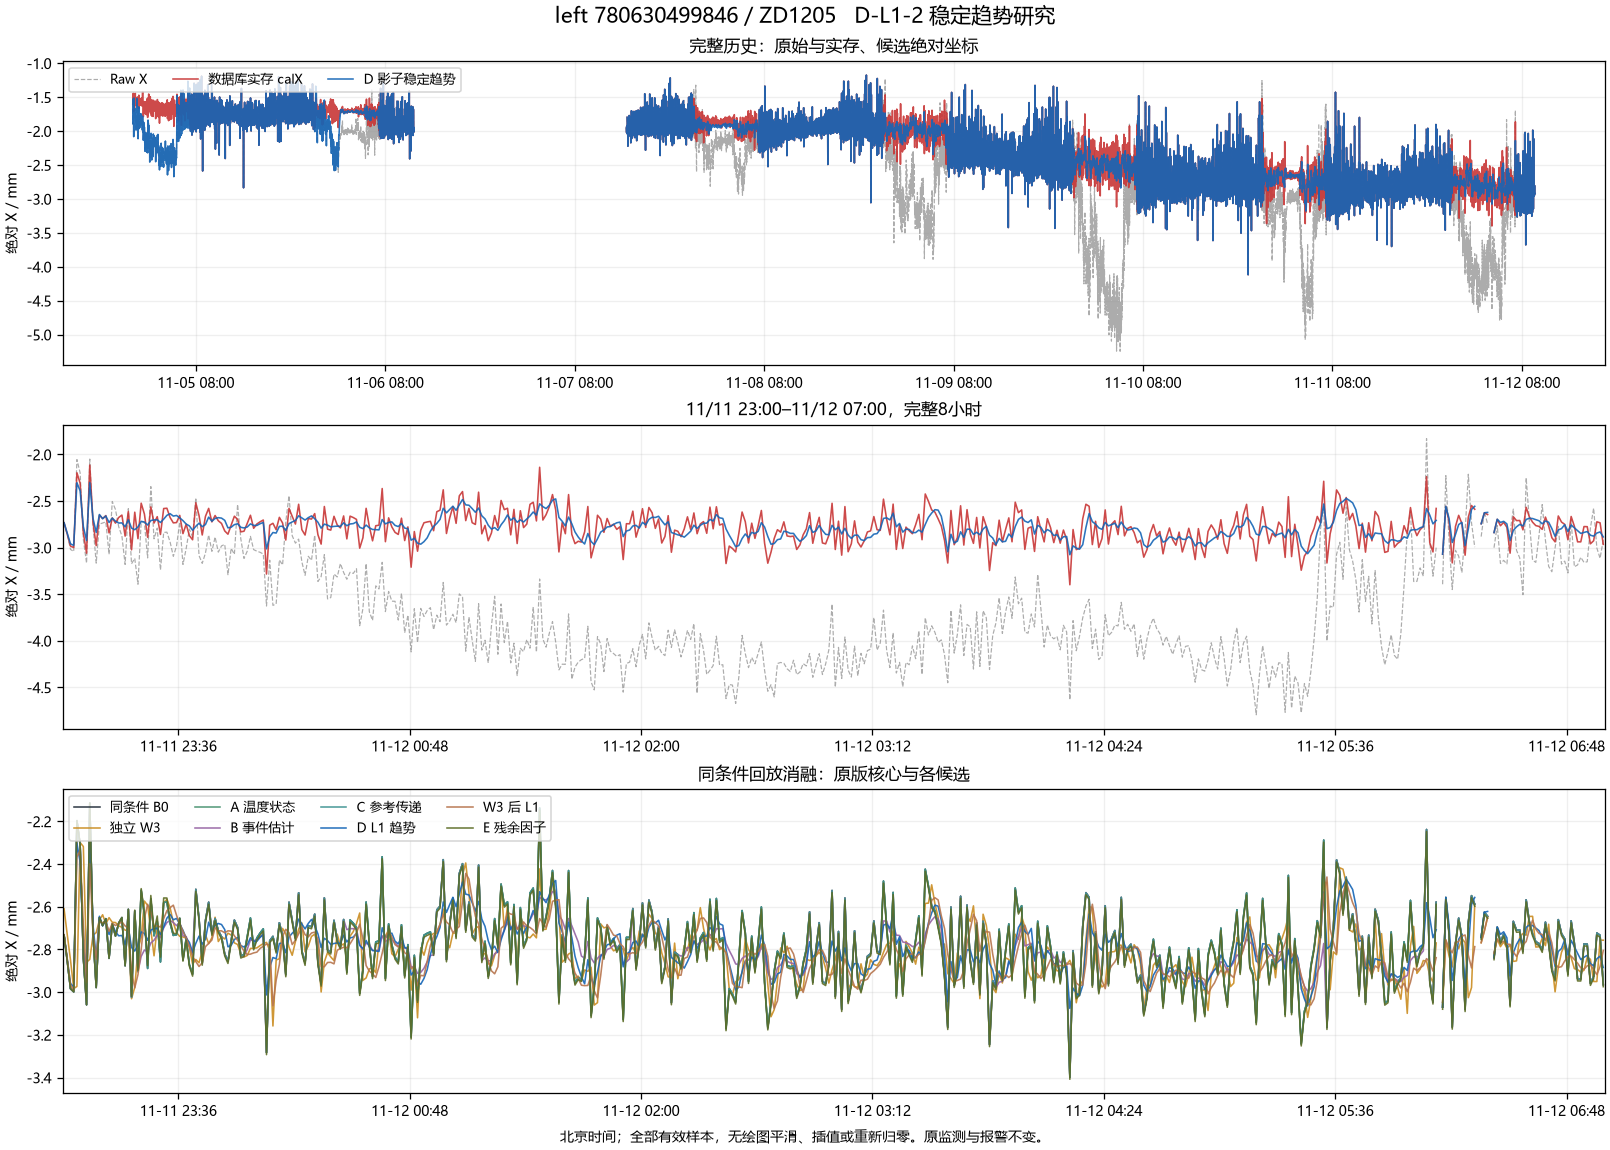 left 780630499846 / ZD1205   D-L1-2 稳定趋势研究
完整历史：原始与实存、候选绝对坐标
Raw X
数据库实存 calX
D 影子稳定趋势
绝对 X / mm
-1.0
-1.5
-2.0
-2.5
-3.0
-3.5
-4.0
-4.5
-5.0
11-05 08:00
11-06 08:00
11-07 08:00
11-08 08:00
11-09 08:00
11-10 08:00
11-11 08:00
11-12 08:00
11/11 23:00–11/12 07:00，完整8小时
绝对 X / mm
-2.0
-2.5
-3.0
-3.5
-4.0
-4.5
11-11 23:36
11-12 00:48
11-12 02:00
11-12 03:12
11-12 04:24
11-12 05:36
11-12 06:48
同条件回放消融：原版核心与各候选
同条件 B0
A 温度状态
C 参考传递
W3 后 L1
独立 W3
B 事件估计
D L1 趋势
E 残余因子
绝对 X / mm
-2.2
-2.4
-2.6
-2.8
-3.0
-3.2
-3.4
11-11 23:36
11-12 00:48
11-12 02:00
11-12 03:12
11-12 04:24
11-12 05:36
11-12 06:48
北京时间；全部有效样本，无绘图平滑、插值或重新归零。原监测与报警不变。